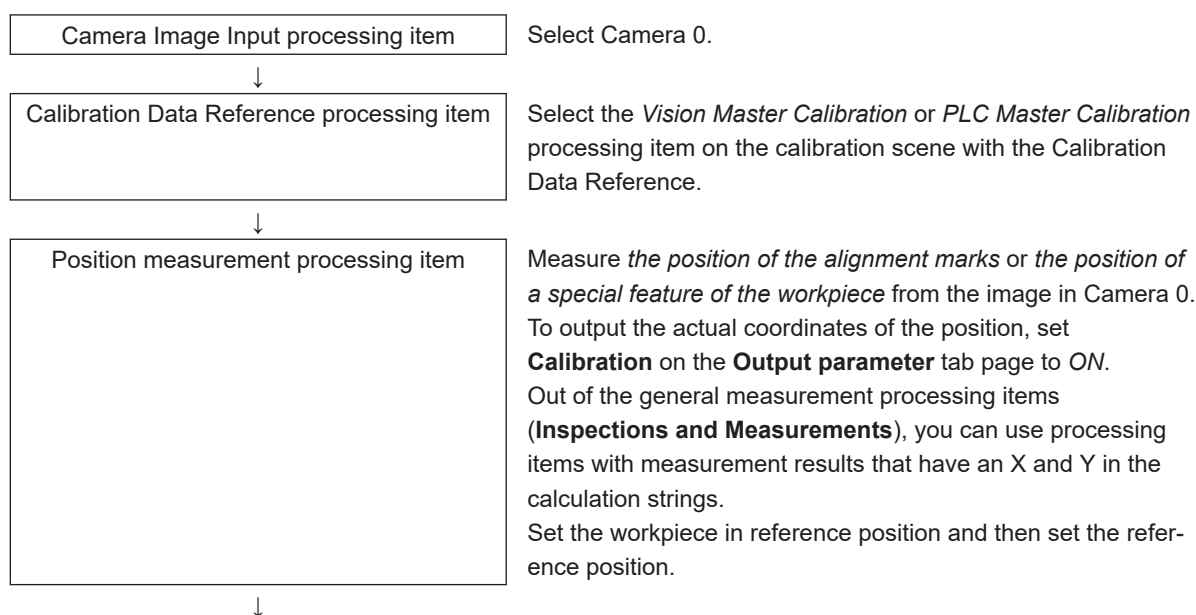 Camera Image Input processing item
Select Camera 0.
↓
Calibration Data Reference processing item
Select the Vision Master Calibration or PLC Master Calibration
processing item on the calibration scene with the Calibration
Data Reference.
↓
Position measurement processing item
Measure the position of the alignment marks or the position of
a special feature of the workpiece from the image in Camera 0.
To output the actual coordinates of the position, set
Calibration on the Output parameter tab page to ON.
Out of the general measurement processing items
(Inspections and Measurements), you can use processing
items with measurement results that have an X and Y in the
calculation strings.
Set the workpiece in reference position and then set the refer-
ence position.
↓